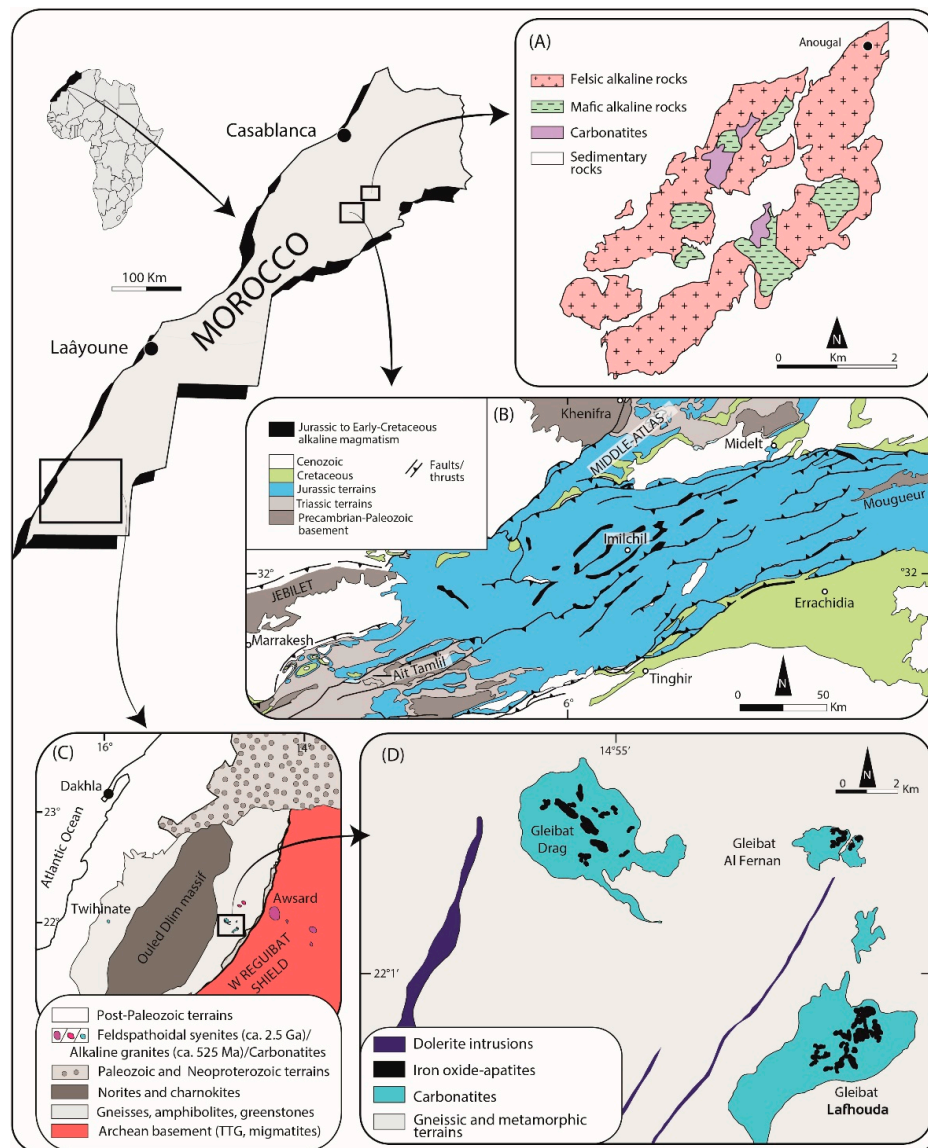 Casablanca
100 Km
MOROCCO
Laâyoune
(A)
Anougal
Felsic alkaline rocks
Mafic alkaline rocks
Carbonatites
Sedimentary
rocks
N
0 Km 2
(B)
Jurassic to Early-Cretaceous
alkaline magmatism
Cenozoic
Cretaceous
Jurassic terrains
Triassic terrains
Precambrian-Paleozoic
basement
Faults/
thrusts
Khenifra
MIDDLE-ATLAS
Midelt
Mougueur
Imilchil
32°
°32
JEBILET
Errachidia
Marrakesh
Ait Tamlil
Tinghir
N
6°
0 50
Km
(C)
16°
14°
Dakhla
23°
Atlantic Ocean
Ouled Dlim massif
Twihinate
Awsard
22°
W REGUIBAT
SHIELD
Post-Paleozoic terrains
Feldspathoidal syenites (ca. 2.5 Ga)/
Alkaline granites (ca. 525 Ma)/Carbonatites
Paleozoic and Neoproterozoic terrains
Norites and charnokites
Gneisses, amphibolites, greenstones
Archean basement (TTG, migmatites)
(D)
14°55′
N
0 2
Km
Gleibat
Drag
Gleibat
Al Fernan
22°1′
Dolerite intrusions
Iron oxide-apatites
Carbonatites
Gneissic and metamorphic
terrains
Gleibat
Lafhouda